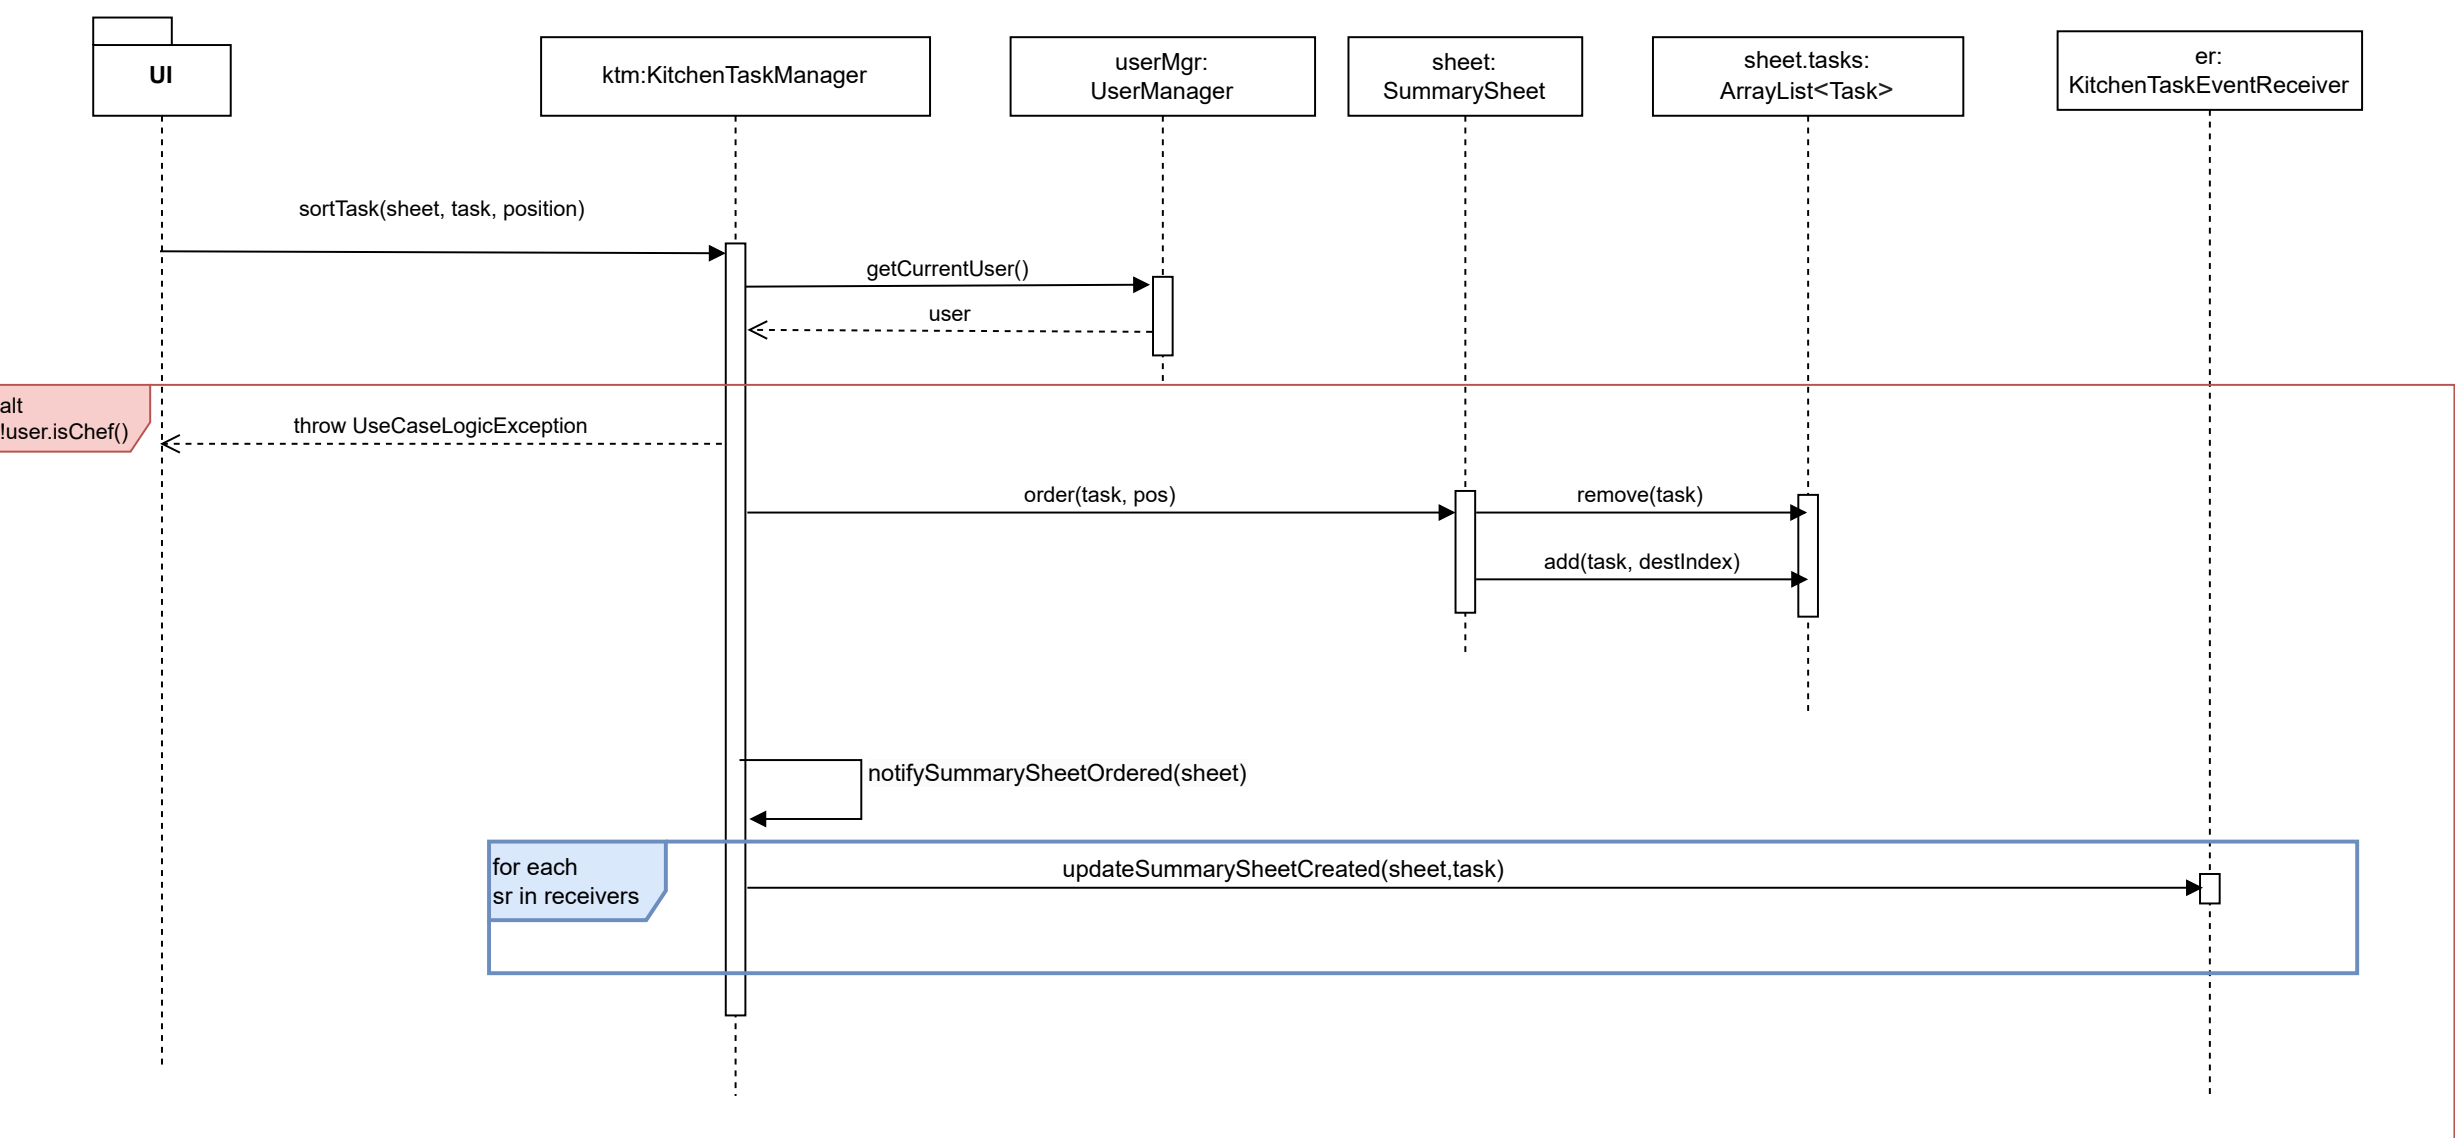 UI
ktm:KitchenTaskManager
userMgr:
UserManager
sheet:
SummarySheet
sheet.tasks:
ArrayList<Task>
er:
KitchenTaskEventReceiver
sortTask(sheet, task, position)
getCurrentUser()
user
alt
!user.isChef()
throw UseCaseLogicException
order(task, pos)
remove(task)
add(task, destIndex)
notifySummarySheetOrdered(sheet)
for each
sr in receivers
updateSummarySheetCreated(sheet,task)